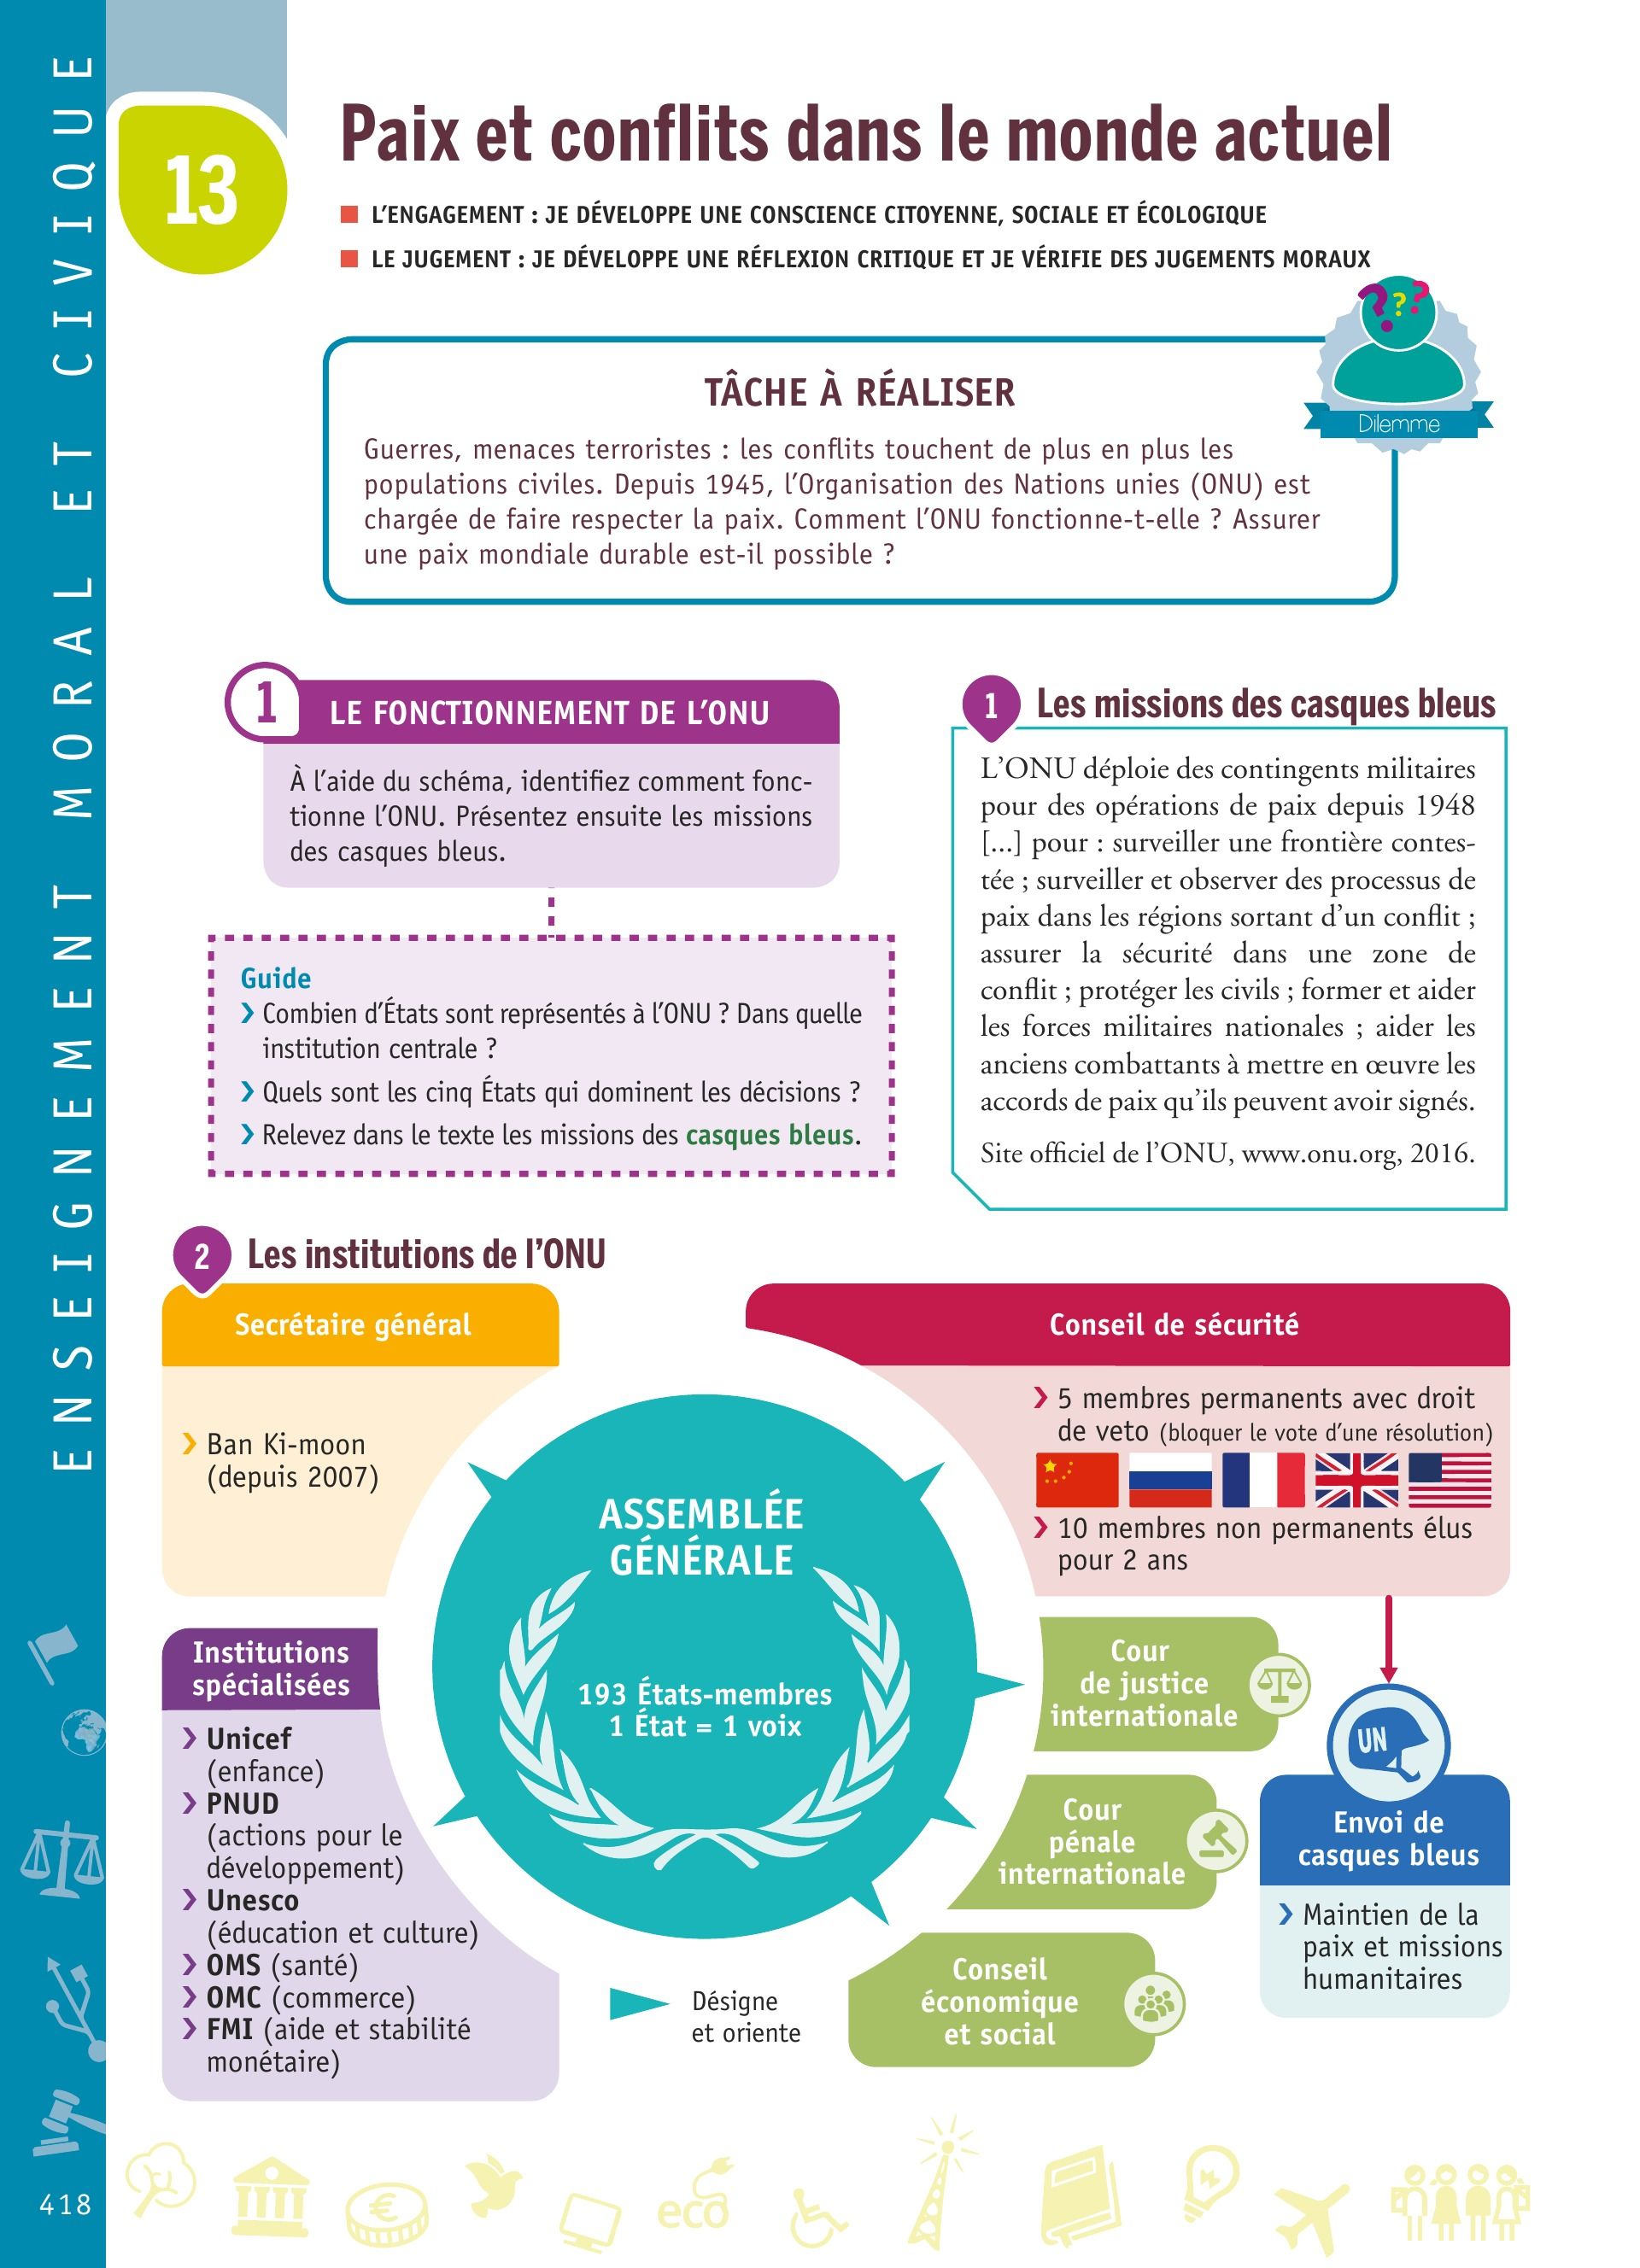 ENSEIGNEMENT MORAL ET CIVIQUE
13
Paix et conflits dans le monde actuel
L’ENGAGEMENT : JE DÉVELOPPE UNE CONSCIENCE CITOYENNE, SOCIALE ET ÉCOLOGIQUE
LE JUGEMENT : JE DÉVELOPPE UNE RÉFLEXION CRITIQUE ET JE VÉRIFIE DES JUGEMENTS MORAUX
? ? ?
Dilemme
TÂCHE À RÉALISER
Guerres, menaces terroristes : les conflits touchent de plus en plus les
populations civiles. Depuis 1945, l’Organisation des Nations unies (ONU) est
chargée de faire respecter la paix. Comment l’ONU fonctionne-t-elle ? Assurer
une paix mondiale durable est-il possible ?
1 LE FONCTIONNEMENT DE L’ONU
À l’aide du schéma, identifiez comment fonc-
tionne l’ONU. Présentez ensuite les missions
des casques bleus.
Guide
❯ Combien d’États sont représentés à l’ONU ? Dans quelle
institution centrale ?
❯ Quels sont les cinq États qui dominent les décisions ?
❯ Relevez dans le texte les missions des casques bleus.
1 Les missions des casques bleus
L’ONU déploie des contingents militaires
pour des opérations de paix depuis 1948
[...] pour : surveiller une frontière contes-
tée ; surveiller et observer des processus de
paix dans les régions sortant d’un conflit ;
assurer la sécurité dans une zone de
conflit ; protéger les civils ; former et aider
les forces militaires nationales ; aider les
anciens combattants à mettre en œuvre les
accords de paix qu’ils peuvent avoir signés.
Site officiel de l’ONU, www.onu.org, 2016.
2 Les institutions de l’ONU
Secrétaire général
❯ Ban Ki-moon
(depuis 2007)
Conseil de sécurité
❯ 5 membres permanents avec droit
de veto (bloquer le vote d’une résolution)
❯ 10 membres non permanents élus
pour 2 ans
ASSEMBLÉE
GÉNÉRALE
193 États-membres
1 État = 1 voix
Institutions
spécialisées
❯ Unicef
(enfance)
❯ PNUD
(actions pour le
développement)
❯ Unesco
(éducation et culture)
❯ OMS (santé)
❯ OMC (commerce)
❯ FMI (aide et stabilité
monétaire)
Cour
de justice
internationale
Cour
pénale
internationale
Conseil
économique
et social
UN
Envoi de
casques bleus
❯ Maintien de la
paix et missions
humanitaires
Désigne
et oriente
€
eco
418